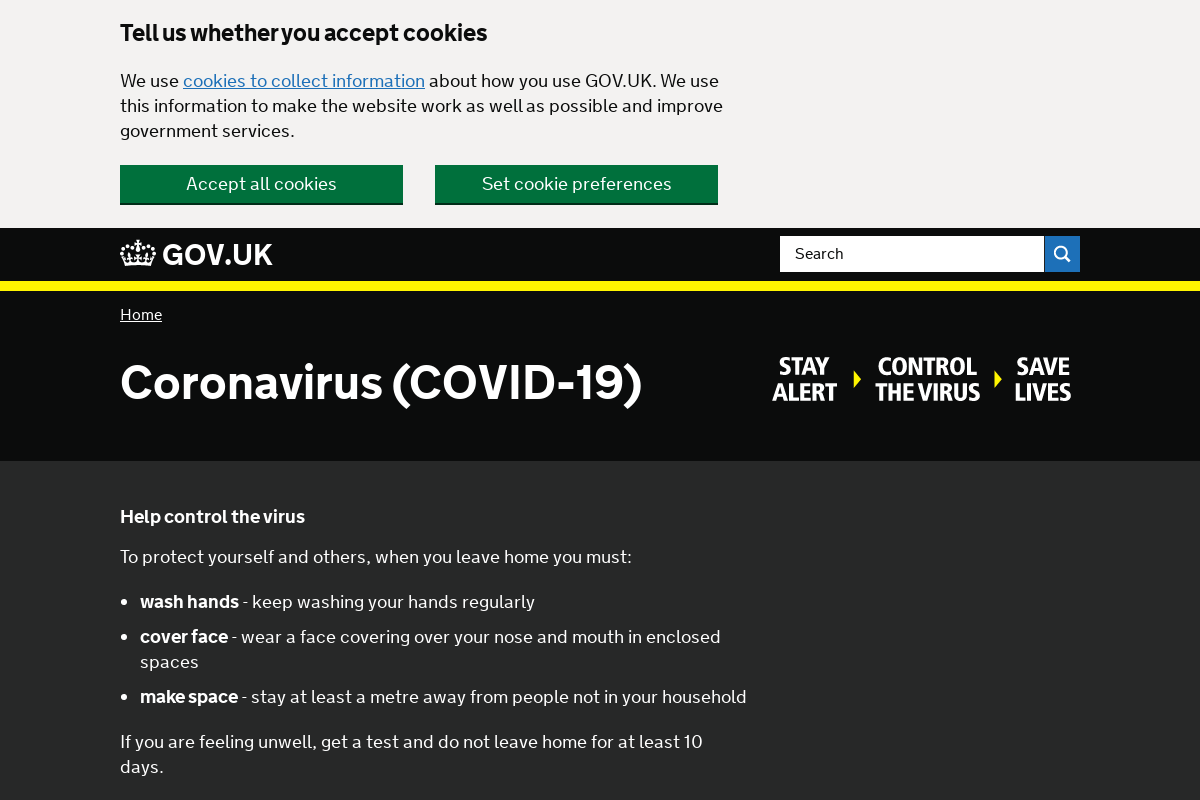 Tell us whether you accept cookies
We use cookies to collect information about how you use GOV.UK. We use
this information to make the website work as well as possible and improve
government services.
Accept all cookies
Set cookie preferences
GOV.UK
Search
Home
Coronavirus (COVID-19)
STAY
ALERT
CONTROL
THE VIRUS
SAVE
LIVES
Help control the virus
To protect yourself and others, when you leave home you must:
• wash hands - keep washing your hands regularly
• cover face - wear a face covering over your nose and mouth in enclosed
spaces
• make space - stay at least a metre away from people not in your household
If you are feeling unwell, get a test and do not leave home for at least 10
days.